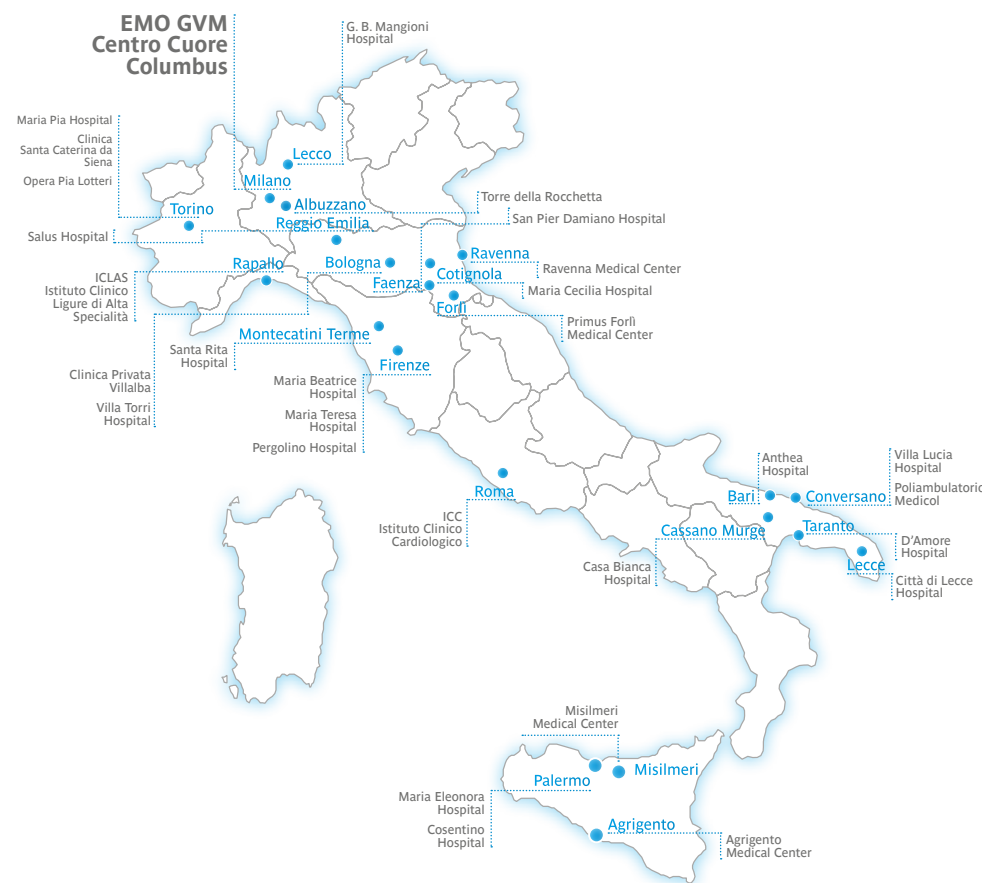 EMO GVM
Centro Cuore
Columbus
G. B. Mangioni
Hospital
Maria Pia Hospital
Clinica
Santa Caterina da
Siena
Opera Pia Lotteri
Lecco
Milano
Albuzzano
Torre della Rocchetta
Torino
Reggio Emilia
San Pier Damiano Hospital
Salus Hospital
Rapallo
Bologna
Ravenna
Ravenna Medical Center
Faenza
Cotignola
Maria Cecilia Hospital
ICLAS
Istituto Clinico
Ligure di Alta
Specialità
Forlì
Primus Forlì
Medical Center
Montecatini Terme
Santa Rita
Hospital
Firenze
Clinica Privata
Villalba
Villa Torri
Hospital
Maria Beatrice
Hospital
Maria Teresa
Hospital
Pergolino Hospital
Roma
ICC
Istituto Clinico
Cardiologico
Anthea
Hospital
Villa Lucia
Hospital
Poliambulatorio
Medicol
Bari
Conversano
Cassano Murge
Taranto
D'Amore
Hospital
Casa Bianca
Hospital
Lecce
Città di Lecce
Hospital
Misilmeri
Medical Center
Palermo
Misilmeri
Maria Eleonora
Hospital
Cosentino
Hospital
Agrigento
Agrigento
Medical Center